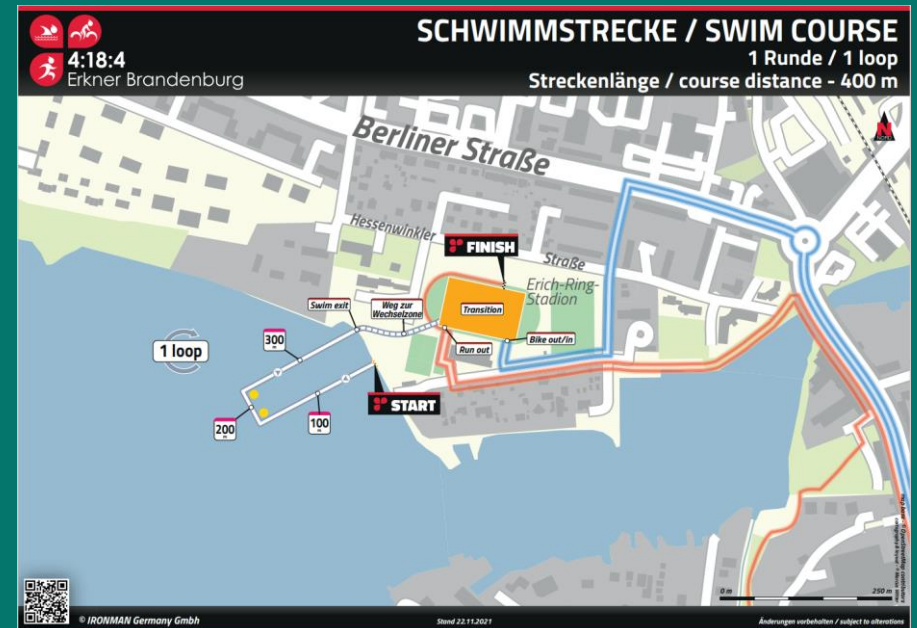 SCHWIMMSTRECKE / SWIM COURSE
1 Runde / 1 loop
Streckenlänge / course distance - 400 m
4:18:4
Erkner Brandenburg
Berliner Straße
Hessenwinkler
Straße
FINISH
Erich-Ring-
Stadion
Transition
Swim exit
Weg zur
Wechselzone
Run out
Bike out/in
1 loop
300
m
START
200
m
100
m
0 m
250 m
© IRONMAN Germany Gmbh
Stand 22.11.2021
Änderungen vorbehalten / subject to alterations